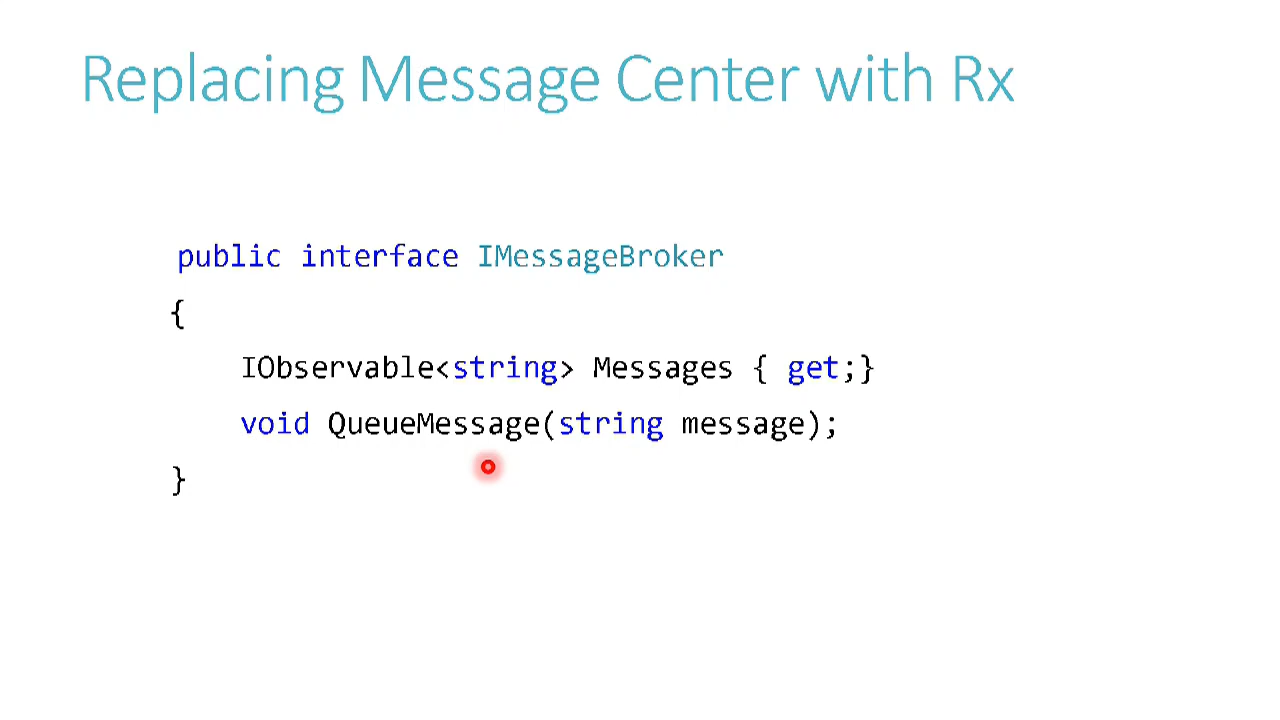 Replacing Message Center with Rx
public interface IMessageBroker
{
IObservable<string> Messages { get;}
void QueueMessage(string message);
}